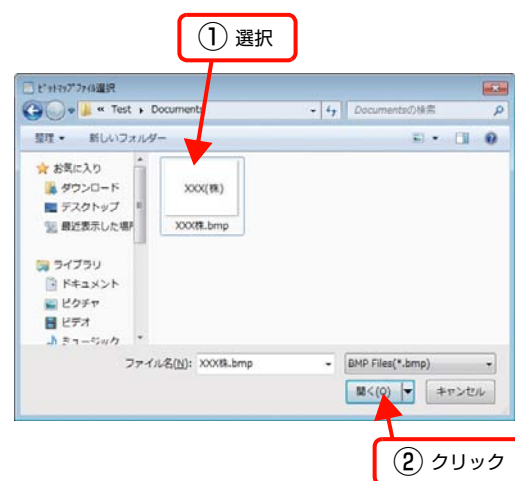 ① 選択
ビットマップファイル選択
« Test ▸ Documents
Documentsの検索
整理 ▼ 新しいフォルダー
お気に入り
ダウンロード
デスクトップ
最近表示した場所
ライブラリ
ドキュメント
ピクチャ
ビデオ
ミュージック
XXX(株)
XXX株.bmp
ファイル名(N): XXX株.bmp
BMP Files(*.bmp)
開く(O) キャンセル
② クリック